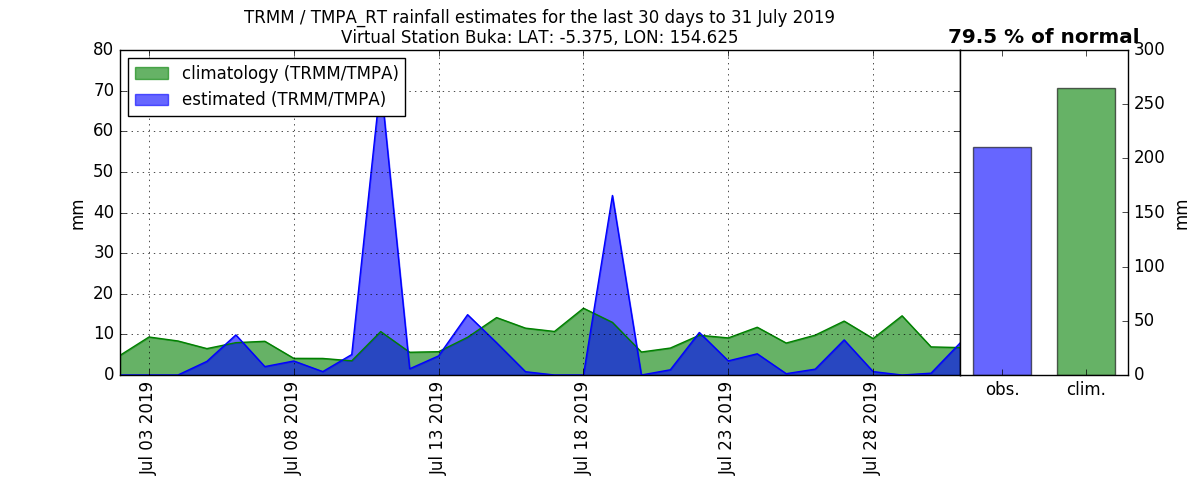 TRMM / TMPA_RT rainfall estimates for the last 30 days to 31 July 2019
Virtual Station Buka: LAT: -5.375, LON: 154.625
79.5 % of normal
climatology (TRMM/TMPA)
estimated (TRMM/TMPA)
80
70
60
50
40
30
20
10
0
mm
Jul 03 2019
Jul 08 2019
Jul 13 2019
Jul 18 2019
Jul 23 2019
Jul 28 2019
obs.
clim.
300
250
200
150
100
50
0
mm